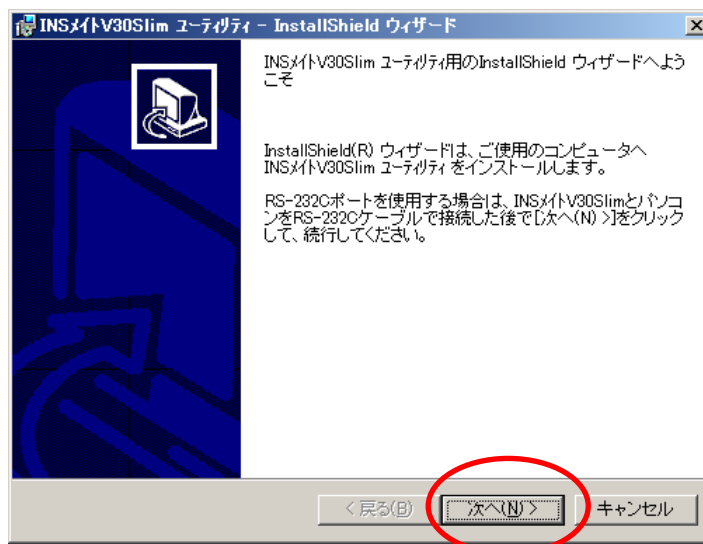 INSﾒｲﾄV30Slim ﾕｰﾃｨﾘﾃｨ - InstallShield ウィザード
INSﾒｲﾄV30Slim ﾕｰﾃｨﾘﾃｨ用のInstallShield ウィザードへよう
こそ
InstallShield(R) ウィザードは、ご使用のコンピュータへ
INSﾒｲﾄV30Slim ﾕｰﾃｨﾘﾃｨ をインストールします。
RS-232Cポートを使用する場合は、INSﾒｲﾄV30Slimとパソコ
ンをRS-232Cケーブルで接続した後で[次へ(N) >]をクリック
して、続行してください。
< 戻る(B) 次へ(N) > キャンセル